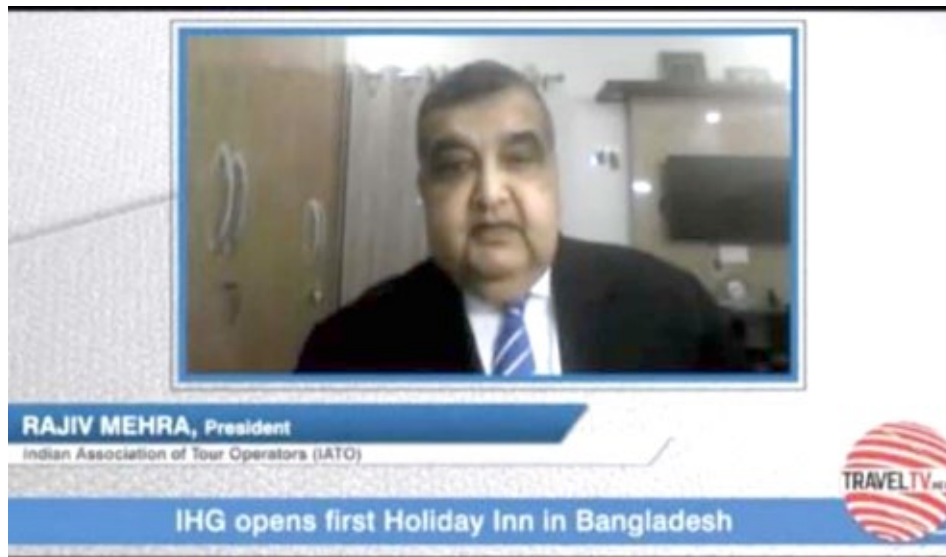 RAJIV MEHRA, President
Indian Association of Tour Operators (IATO)
TRAVELTV
IHG opens first Holiday Inn in Bangladesh